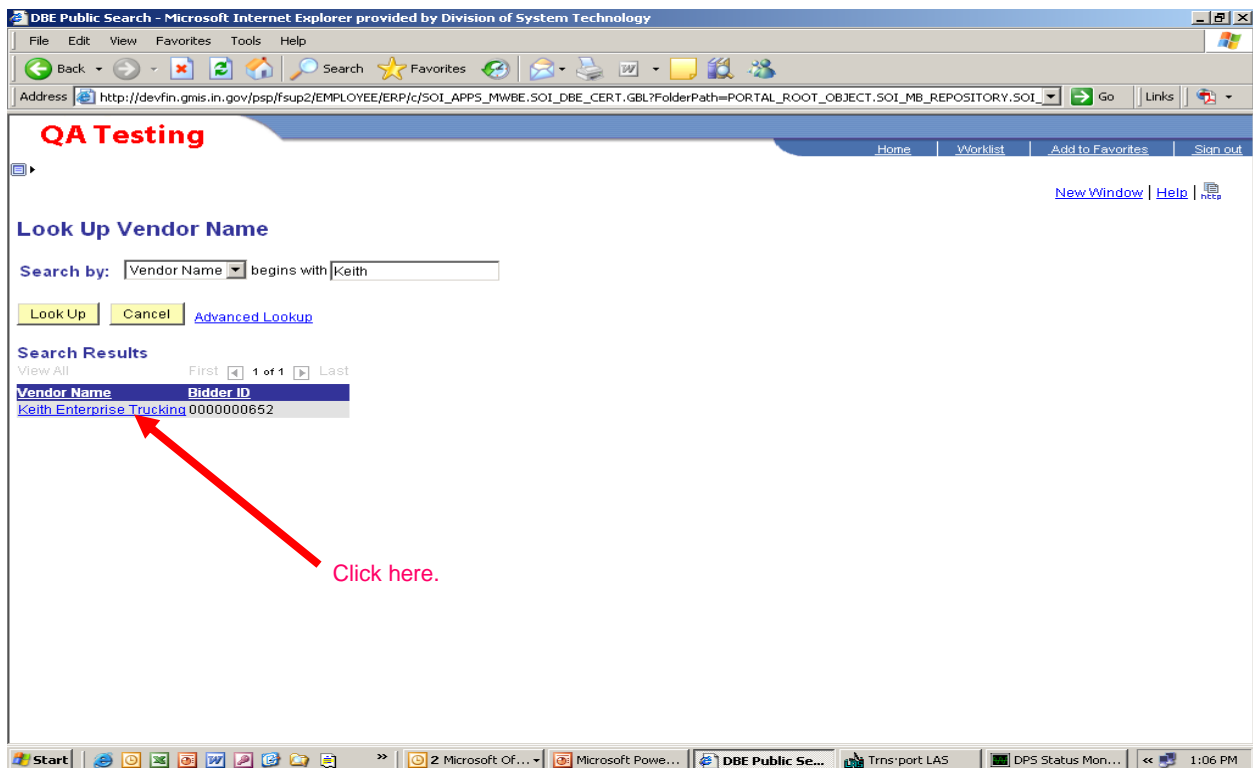 DBE Public Search - Microsoft Internet Explorer provided by Division of System Technology
File Edit View Favorites Tools Help
Back Search Favorites
Address http://devfin.gmis.in.gov/psp/fsup2/EMPLOYEE/ERP/c/SOI_APPS_MWBE.SOI_DBE_CERT.GBL?FolderPath=PORTAL_ROOT_OBJECT.SOI_MB_REPOSITORY.SOI_ Go Links
QA Testing
Home Worklist Add to Favorites Sign out
New Window | Help | http
Look Up Vendor Name
Search by: Vendor Name begins with Keith
Look Up Cancel Advanced Lookup
Search Results
View All First 1 of 1 Last
Vendor Name Bidder ID
Keith Enterprise Trucking 0000000652
Click here.
Start » 2 Microsoft Of... Microsoft Powe... DBE Public Se... Trns·port LAS DPS Status Mon... « 1:06 PM